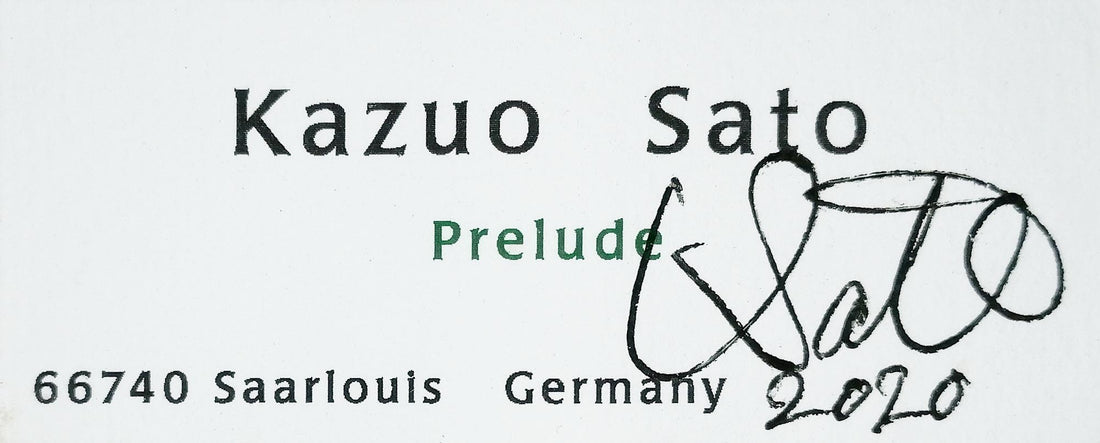 Kazuo Sato
Prelude
Sato
66740 Saarlouis Germany 2020